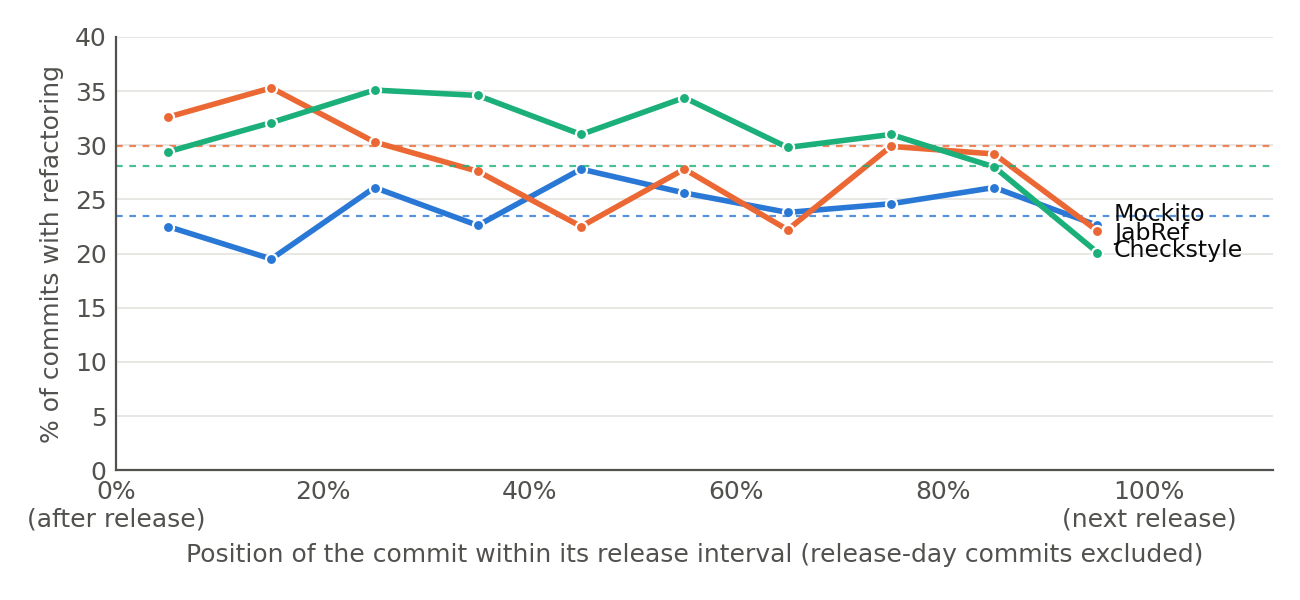 % of commits with refactoring
40
35
30
25
20
15
10
5
0
Mockito
JabRef
Checkstyle
0% 20% 40% 60% 80% 100%
(after release) (next release)
Position of the commit within its release interval (release-day commits excluded)